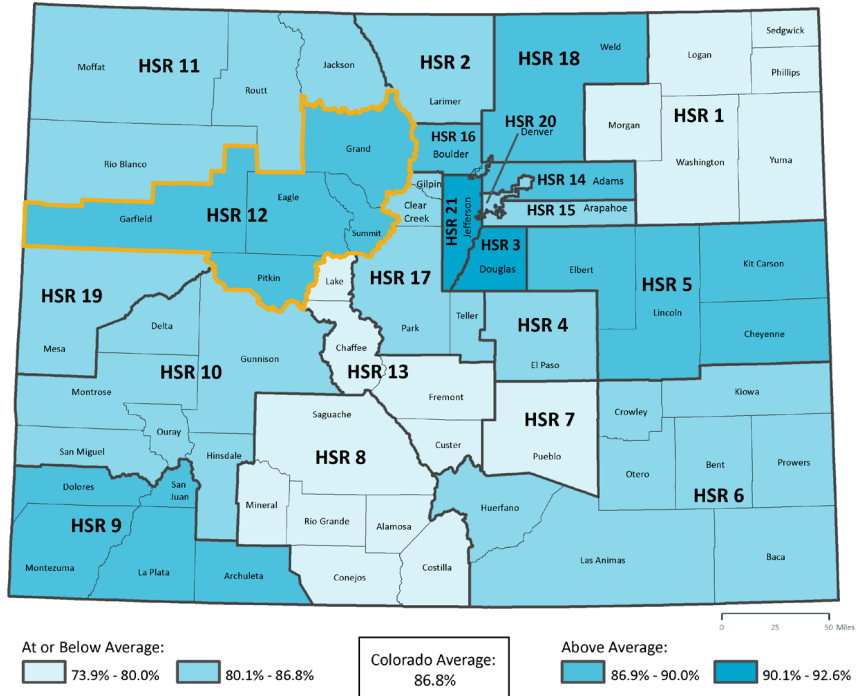 Sedgwick
Weld
Logan
HSR 18
HSR 2
Jackson
Moffat
HSR 11
Phillips
Routt
Larimer
HSR 1
HSR 20
Morgan
Denver
HSR 16
Grand
Boulder
Rio Blanco
Washington
Yuma
Gilpin
HSR 14
Adams
Eagle
Clear
Creek
HSR 21
Jefferson
HSR 15
Arapahoe
Garfield
HSR 12
Summit
HSR 3
Douglas
Elbert
Kit Carson
Pitkin
HSR 17
Lake
HSR 5
HSR 19
Lincoln
Teller
Delta
Park
HSR 4
Cheyenne
Mesa
Chaffee
Gunnison
El Paso
HSR 10
HSR 13
Montrose
Fremont
Kiowa
Saguache
Crowley
HSR 7
Ouray
Custer
San Miguel
Hinsdale
HSR 8
Pueblo
Bent
Prowers
Otero
Dolores
San
Juan
HSR 6
Mineral
Huerfano
Rio Grande
Alamosa
HSR 9
Las Animas
Baca
Montezuma
La Plata
Archuleta
Conejos
Costilla
0 25 50 Miles
At or Below Average:
73.9% - 80.0%
80.1% - 86.8%
Colorado Average:
86.8%
Above Average:
86.9% - 90.0%
90.1% - 92.6%